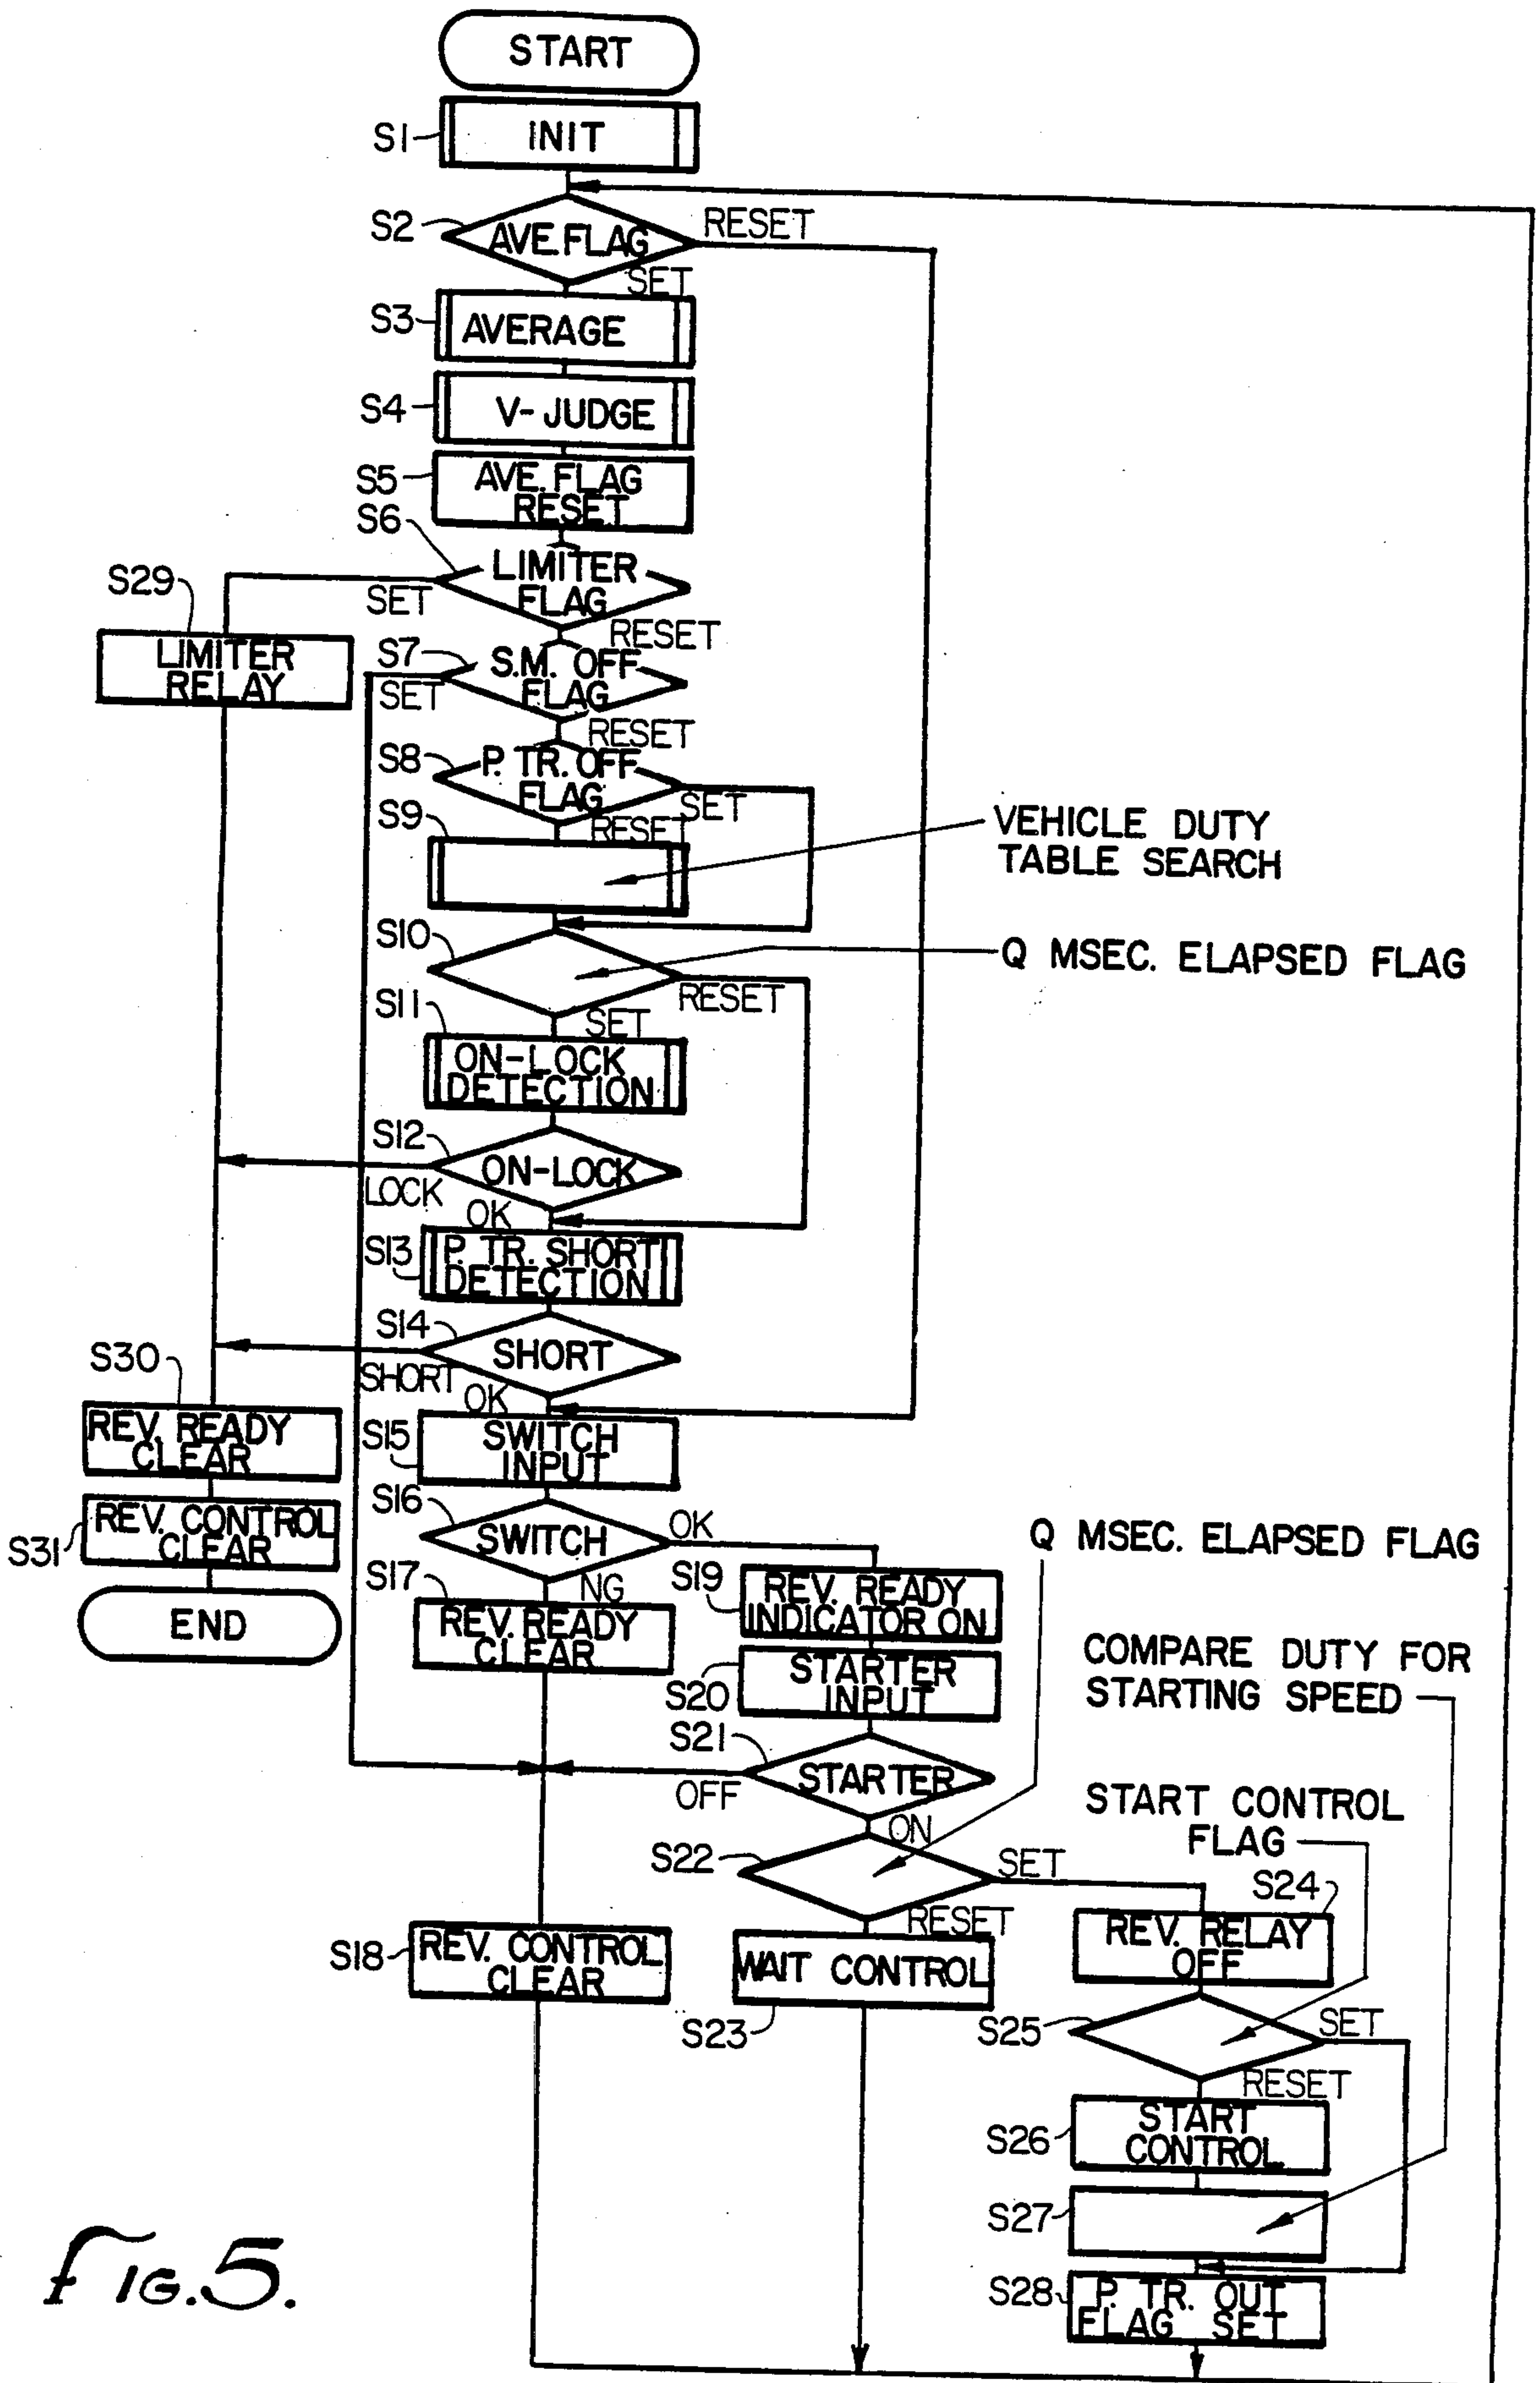 START
S1
INIT
S2
AVE.FLAG
RESET
SET
S3
AVERAGE
S4
V-JUDGE
S5
AVE. FLAG
RESET
S6
LIMITER
FLAG
SET
RESET
S29
LIMITER
RELAY
S7
S.M. OFF
FLAG
SET
RESET
S8
P. TR. OFF
FLAG
SET
RESET
S9
VEHICLE DUTY
TABLE SEARCH
S10
Q MSEC. ELAPSED FLAG
RESET
SET
S11
ON-LOCK
DETECTION
S12
ON-LOCK
LOCK
OK
S13
P. TR. SHORT
DETECTION
S14
SHORT
SHORT
OK
S30
REV. READY
CLEAR
S15
SWITCH
INPUT
S31
REV. CONTROL
CLEAR
S16
SWITCH
OK
NG
END
S17
REV. READY
CLEAR
S19
REV. READY
INDICATOR ON
Q MSEC. ELAPSED FLAG
S20
STARTER
INPUT
COMPARE DUTY FOR
STARTING SPEED
S21
STARTER
OFF
ON
START CONTROL
FLAG
S22
SET
RESET
S24
REV. RELAY
OFF
S18
REV. CONTROL
CLEAR
WAIT CONTROL
S23
S25
SET
RESET
S26
START
CONTROL
S27
S28
P. TR. OUT
FLAG SET
FIG.5.